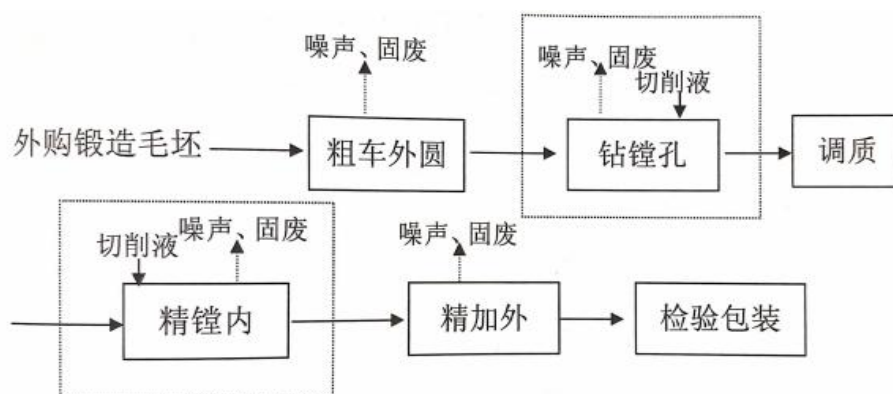 噪声、固废
噪声、固废
切削液
外购锻造毛坯
粗车外圆
钻镗孔
调质
切削液
噪声、固废
噪声、固废
精镗内
精加外
检验包装